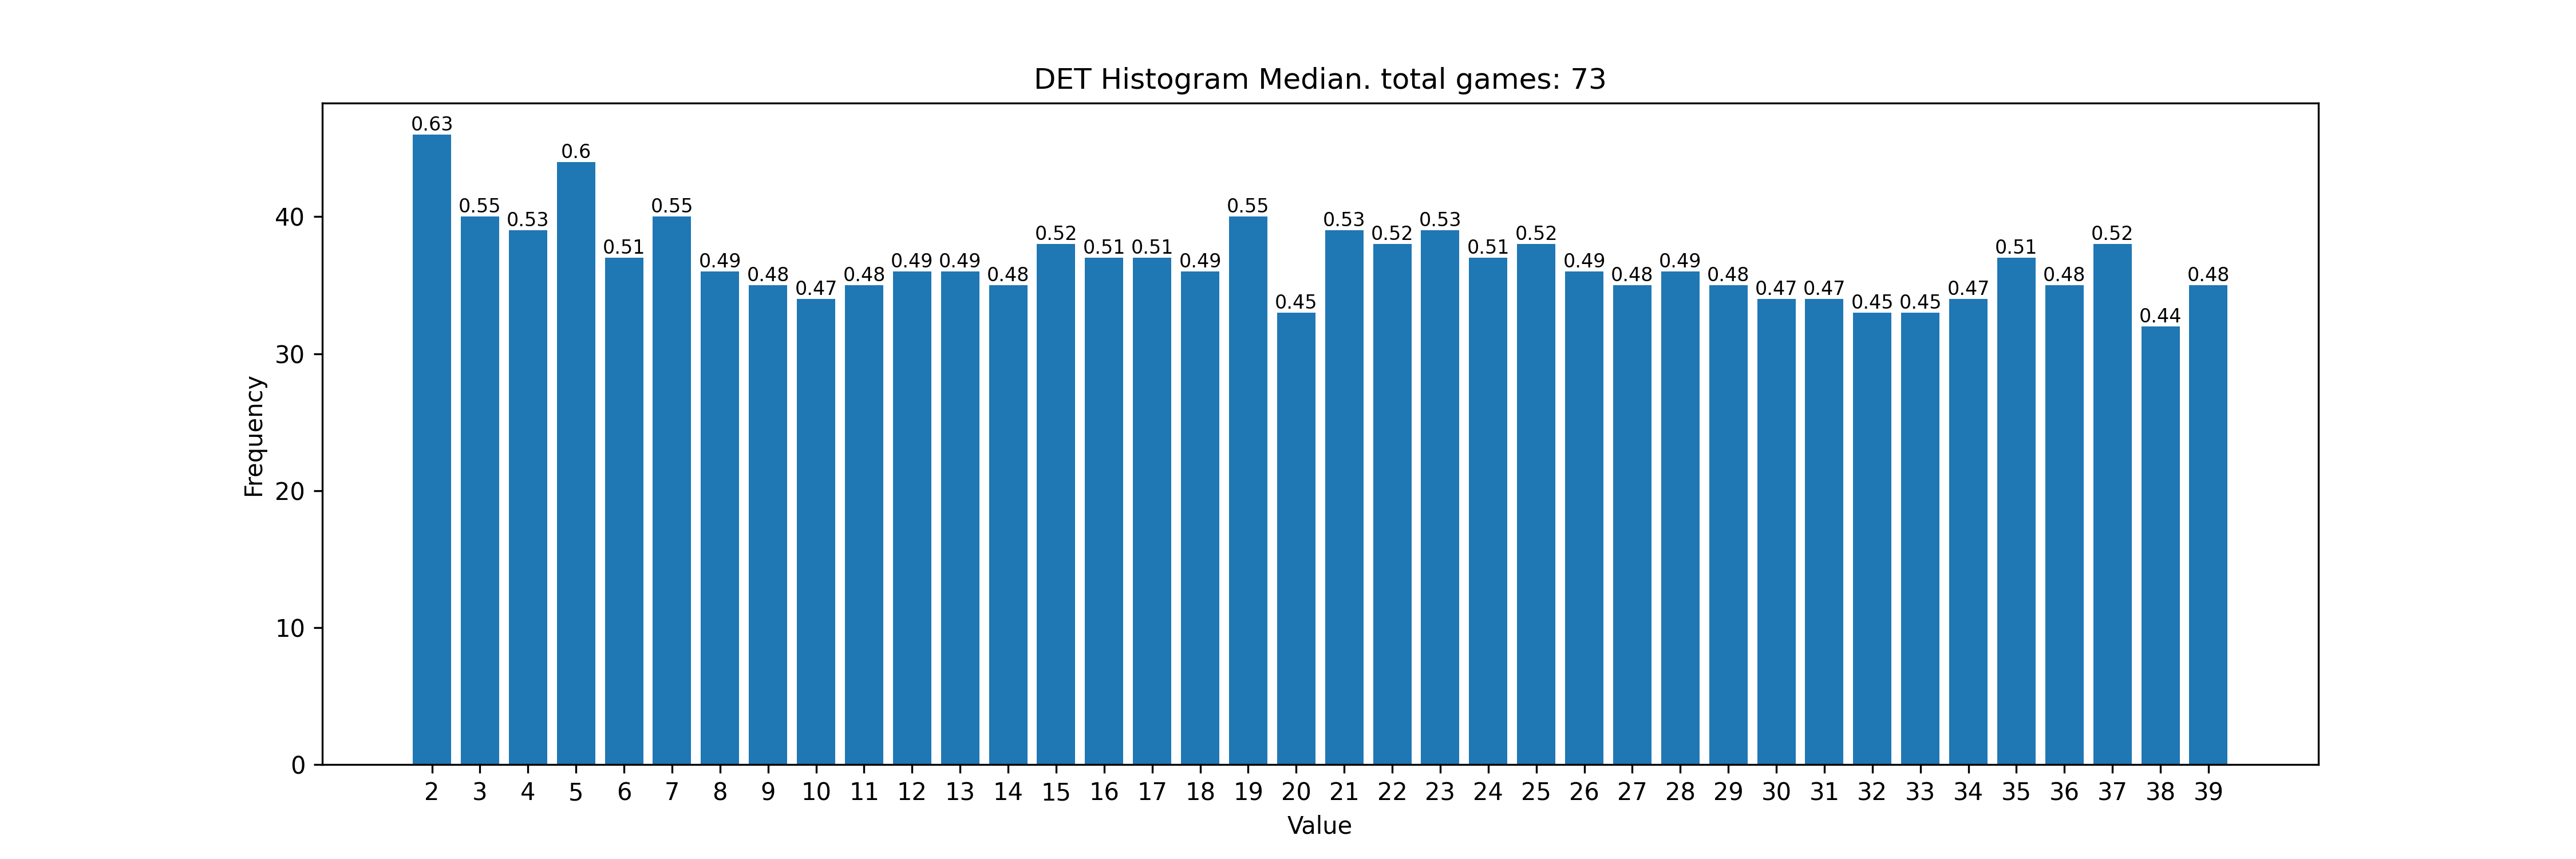 DET Histogram Median. total games: 73
0.63 0.55 0.53 0.6 0.51 0.55 0.49 0.48 0.47 0.48 0.49 0.49 0.48 0.52 0.51 0.51 0.49 0.55 0.45 0.53 0.52 0.53 0.51 0.52 0.49 0.48 0.49 0.48 0.47 0.47 0.45 0.45 0.47 0.51 0.48 0.52 0.44 0.48
40
30
20
10
0
Frequency
2 3 4 5 6 7 8 9 10 11 12 13 14 15 16 17 18 19 20 21 22 23 24 25 26 27 28 29 30 31 32 33 34 35 36 37 38 39
Value